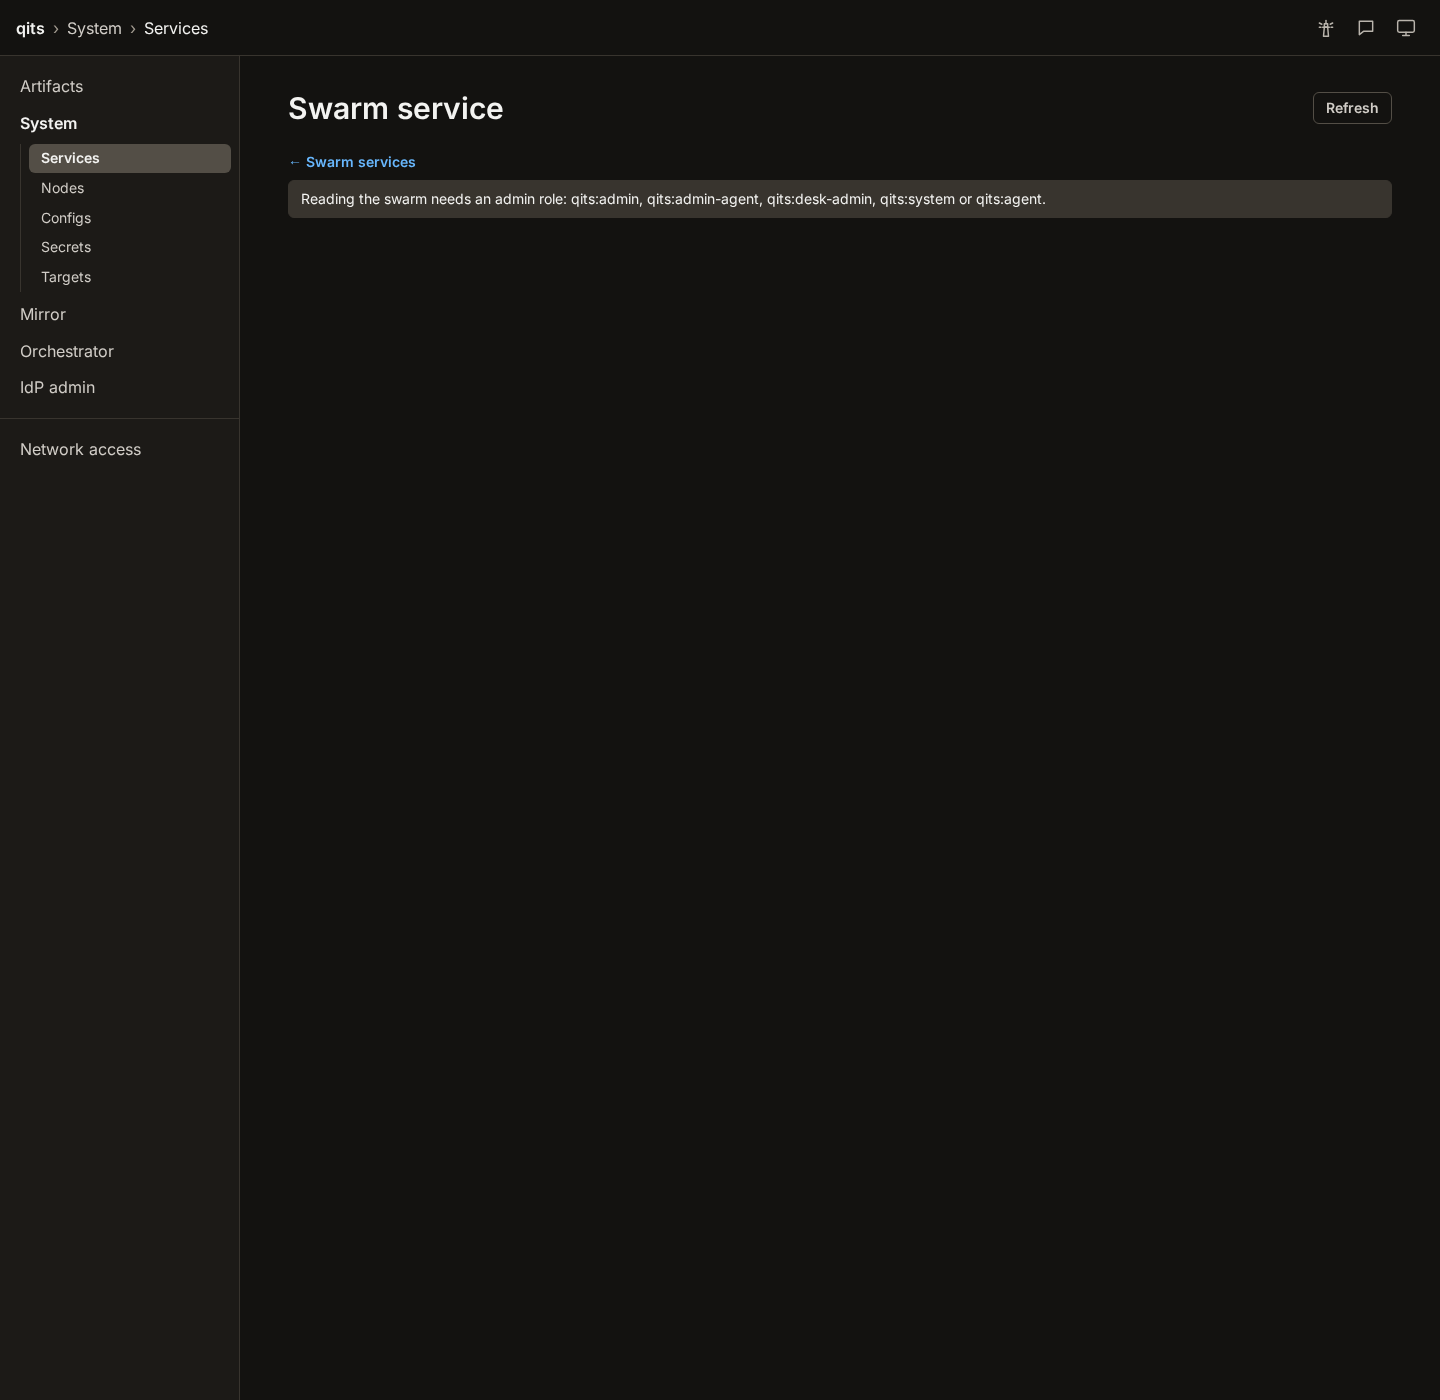 qits › System › Services
Artifacts
System
Services
Nodes
Configs
Secrets
Targets
Mirror
Orchestrator
IdP admin
Network access
Swarm service
Refresh
← Swarm services
Reading the swarm needs an admin role: qits:admin, qits:admin-agent, qits:desk-admin, qits:system or qits:agent.